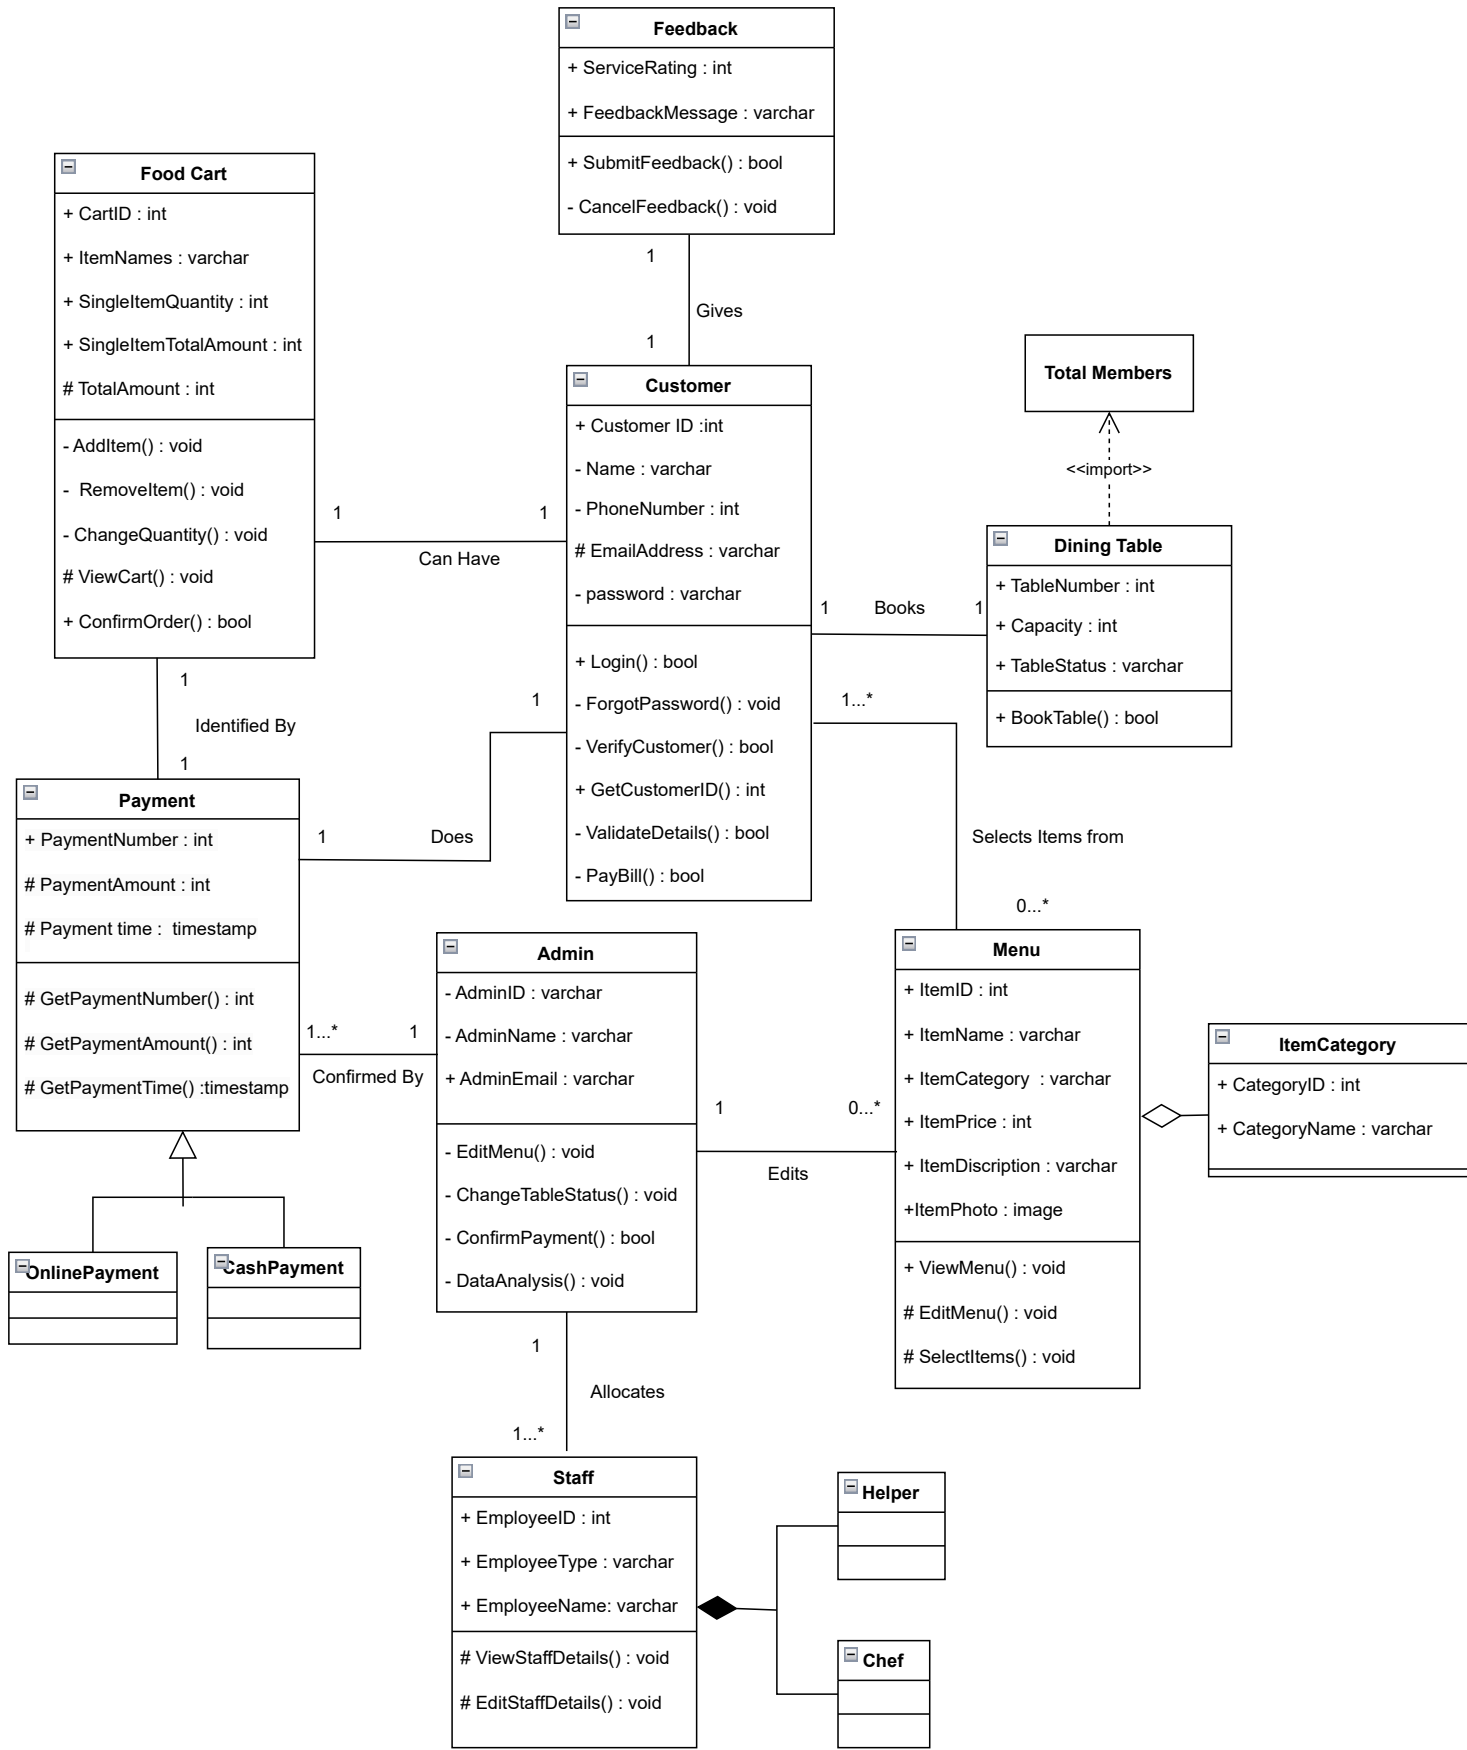 Feedback
+ ServiceRating : int
+ FeedbackMessage : varchar
+ SubmitFeedback() : bool
- CancelFeedback() : void
Food Cart
+ CartID : int
+ ItemNames : varchar
+ SingleItemQuantity : int
+ SingleItemTotalAmount : int
# TotalAmount : int
- AddItem() : void
- RemoveItem() : void
- ChangeQuantity() : void
# ViewCart() : void
+ ConfirmOrder() : bool
1
Gives
1
Total Members
<<import>>
Customer
+ Customer ID :int
- Name : varchar
- PhoneNumber : int
# EmailAddress : varchar
- password : varchar
+ Login() : bool
- ForgotPassword() : void
- VerifyCustomer() : bool
+ GetCustomerID() : int
- ValidateDetails() : bool
- PayBill() : bool
1
1
Can Have
Dining Table
+ TableNumber : int
+ Capacity : int
+ TableStatus : varchar
+ BookTable() : bool
1
Books
1
1
Identified By
1
1
1
Does
1...*
Selects Items from
0...*
Payment
+ PaymentNumber : int
# PaymentAmount : int
# Payment time : timestamp
# GetPaymentNumber() : int
# GetPaymentAmount() : int
# GetPaymentTime() :timestamp
1...*
1
Confirmed By
Admin
- AdminID : varchar
- AdminName : varchar
+ AdminEmail : varchar
- EditMenu() : void
- ChangeTableStatus() : void
- ConfirmPayment() : bool
- DataAnalysis() : void
1
0...*
Edits
Menu
+ ItemID : int
+ ItemName : varchar
+ ItemCategory : varchar
+ ItemPrice : int
+ ItemDiscription : varchar
+ItemPhoto : image
+ ViewMenu() : void
# EditMenu() : void
# SelectItems() : void
ItemCategory
+ CategoryID : int
+ CategoryName : varchar
OnlinePayment
CashPayment
1
Allocates
1...*
Staff
+ EmployeeID : int
+ EmployeeType : varchar
+ EmployeeName: varchar
# ViewStaffDetails() : void
# EditStaffDetails() : void
Helper
Chef